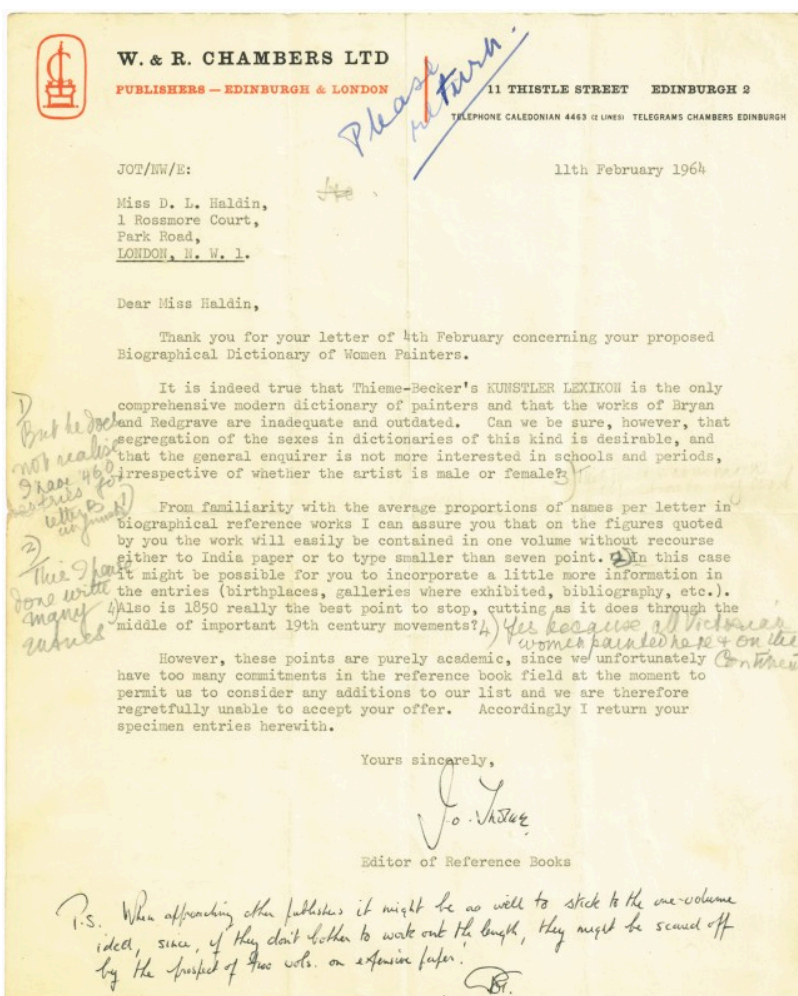 W. & R. CHAMBERS LTD
PUBLISHERS — EDINBURGH & LONDON
11 THISTLE STREET EDINBURGH 2
TELEPHONE CALEDONIAN 4463 (2 LINES) TELEGRAMS CHAMBERS EDINBURGH
Please
return.
JOT/NW/E:
11th February 1964
Miss D. L. Haldin,
1 Rossmore Court,
Park Road,
LONDON, N. W. 1.
Dear Miss Haldin,
Thank you for your letter of 4th February concerning your proposed
Biographical Dictionary of Women Painters.
It is indeed true that Thieme-Becker's KUNSTLER LEXIKON is the only
comprehensive modern dictionary of painters and that the works of Bryan
and Redgrave are inadequate and outdated. Can we be sure, however, that
segregation of the sexes in dictionaries of this kind is desirable, and
that the general enquirer is not more interested in schools and periods,
irrespective of whether the artist is male or female? 3)
1)
But he does
not realise
I have 460
entries for
letter
From familiarity with the average proportions of names per letter in
biographical reference works I can assure you that on the figures quoted
by you the work will easily be contained in one volume without recourse
either to India paper or to type smaller than seven point. 2) In this case
it might be possible for you to incorporate a little more information in
the entries (birthplaces, galleries where exhibited, bibliography, etc.).
4) Also is 1850 really the best point to stop, cutting as it does through the
middle of important 19th century movements? 4) Yes because all Victorian
women painted here & on the
Continent
2)
This I have
done with
many
names
However, these points are purely academic, since we unfortunately
have too many commitments in the reference book field at the moment to
permit us to consider any additions to our list and we are therefore
regretfully unable to accept your offer. Accordingly I return your
specimen entries herewith.
Yours sincerely,
Editor of Reference Books
P.S. When approaching other publishers it might be as well to stick to the one-volume
idea, since, if they don't bother to work out the length, they might be scared off
by the prospect of two vols. on expensive paper!